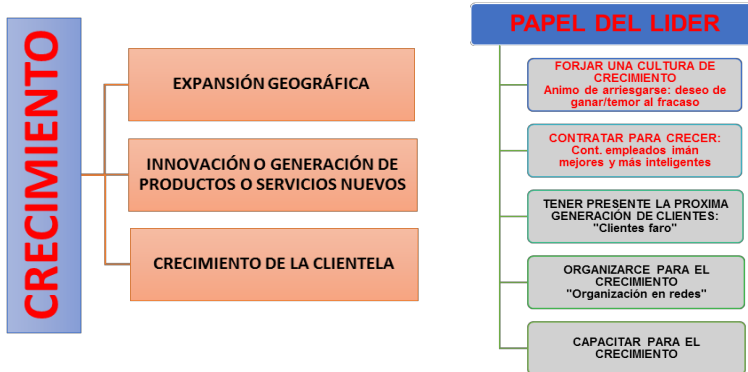 CRECIMIENTO
EXPANSIÓN GEOGRÁFICA
INNOVACIÓN O GENERACIÓN DE
PRODUCTOS O SERVICIOS NUEVOS
CRECIMIENTO DE LA CLIENTELA
PAPEL DEL LIDER
FORJAR UNA CULTURA DE
CRECIMIENTO
Animo de arriesgarse: deseo de
ganar/temor al fracaso
CONTRATAR PARA CRECER:
Cont. empleados imán
mejores y más inteligentes
TENER PRESENTE LA PROXIMA
GENERACIÓN DE CLIENTES:
"Clientes faro"
ORGANIZARCE PARA EL
CRECIMIENTO
"Organización en redes"
CAPACITAR PARA EL
CRECIMIENTO